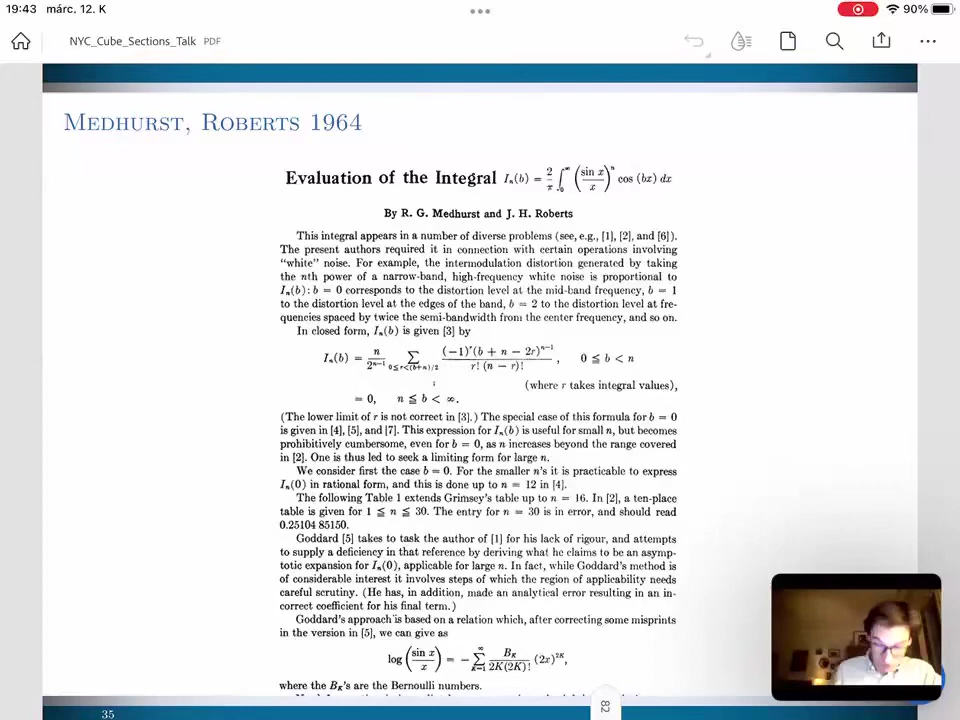 19:43 márc. 12. K
90%
NYC_Cube_Sections_Talk PDF
Medhurst, Roberts 1964
Evaluation of the Integral I_n(b) = 2/π ∫_0^∞ (sin x / x)^n cos (bx) dx
By R. G. Medhurst and J. H. Roberts
This integral appears in a number of diverse problems (see, e.g., [1], [2], and [6]).
The present authors required it in connection with certain operations involving
"white" noise. For example, the intermodulation distortion generated by taking
the nth power of a narrow-band, high-frequency white noise is proportional to
I_n(b): b = 0 corresponds to the distortion level at the mid-band frequency, b = 1
to the distortion level at the edges of the band, b = 2 to the distortion level at fre-
quencies spaced by twice the semi-bandwidth from the center frequency, and so on.
In closed form, I_n(b) is given [3] by
I_n(b) = n/2^{n-1} ∑_{0≦r<(b+n)/2} (-1)^r(b + n - 2r)^{n-1} / r! (n - r)! , 0 ≦ b < n
(where r takes integral values),
= 0, n ≦ b < ∞.
(The lower limit of r is not correct in [3].) The special case of this formula for b = 0
is given in [4], [5], and [7]. This expression for I_n(b) is useful for small n, but becomes
prohibitively cumbersome, even for b = 0, as n increases beyond the range covered
in [2]. One is thus led to seek a limiting form for large n.
We consider first the case b = 0. For the smaller n's it is practicable to express
I_n(0) in rational form, and this is done up to n = 12 in [4].
The following Table 1 extends Grimsey's table up to n = 16. In [2], a ten-place
table is given for 1 ≦ n ≦ 30. The entry for n = 30 is in error, and should read
0.25104 85150.
Goddard [5] takes to task the author of [1] for his lack of rigour, and attempts
to supply a deficiency in that reference by deriving what he claims to be an asymp-
totic expansion for I_n(0), applicable for large n. In fact, while Goddard's method is
of considerable interest it involves steps of which the region of applicability needs
careful scrutiny. (He has, in addition, made an analytical error resulting in an in-
correct coefficient for his final term.)
Goddard's approach is based on a relation which, after correcting some misprints
in the version in [5], we can give as
log (sin x / x) = - ∑_{K=1}^∞ B_K / 2K(2K)! (2x)^{2K},
where the B_K's are the Bernoulli numbers.
35
82